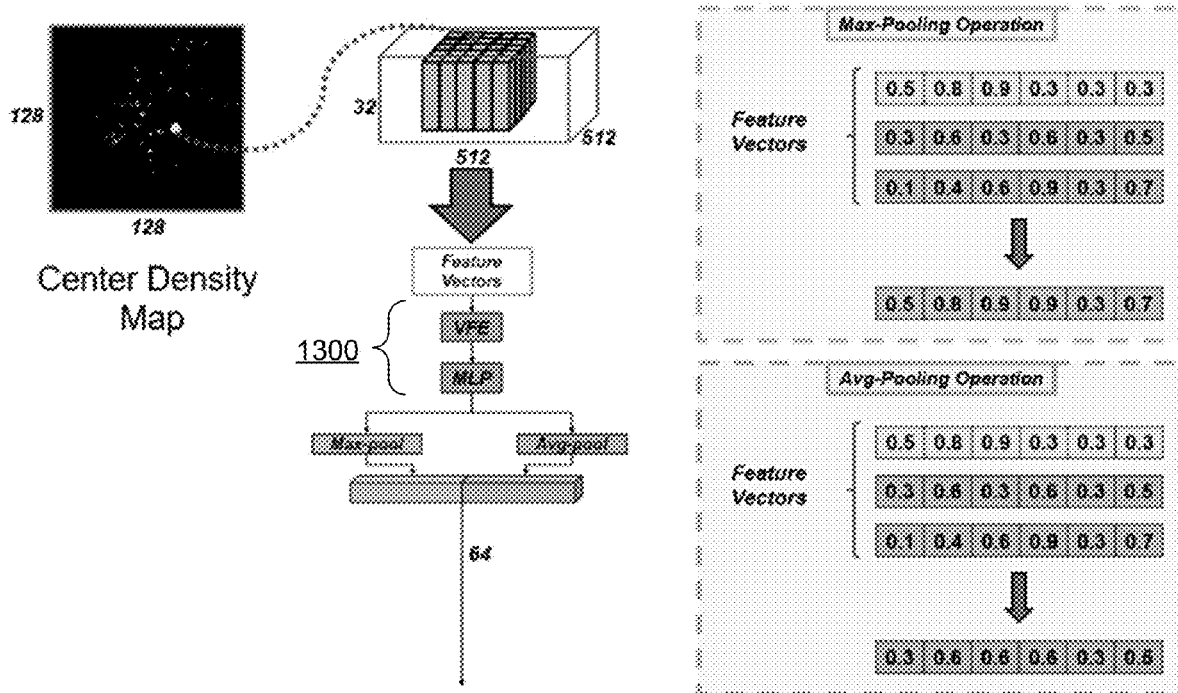 128
128
Center Density
Map
32
512
512
Feature
Vectors
1300
VFE
MLP
Max-pool
Avg-pool
64
Max-Pooling Operation
Feature
Vectors
0.5 0.8 0.9 0.3 0.3 0.3
0.3 0.6 0.3 0.6 0.3 0.5
0.1 0.4 0.6 0.9 0.3 0.7
0.5 0.8 0.9 0.9 0.3 0.7
Avg-Pooling Operation
Feature
Vectors
0.5 0.8 0.9 0.3 0.3 0.3
0.3 0.6 0.3 0.6 0.3 0.5
0.1 0.4 0.6 0.9 0.3 0.7
0.3 0.6 0.6 0.6 0.3 0.5